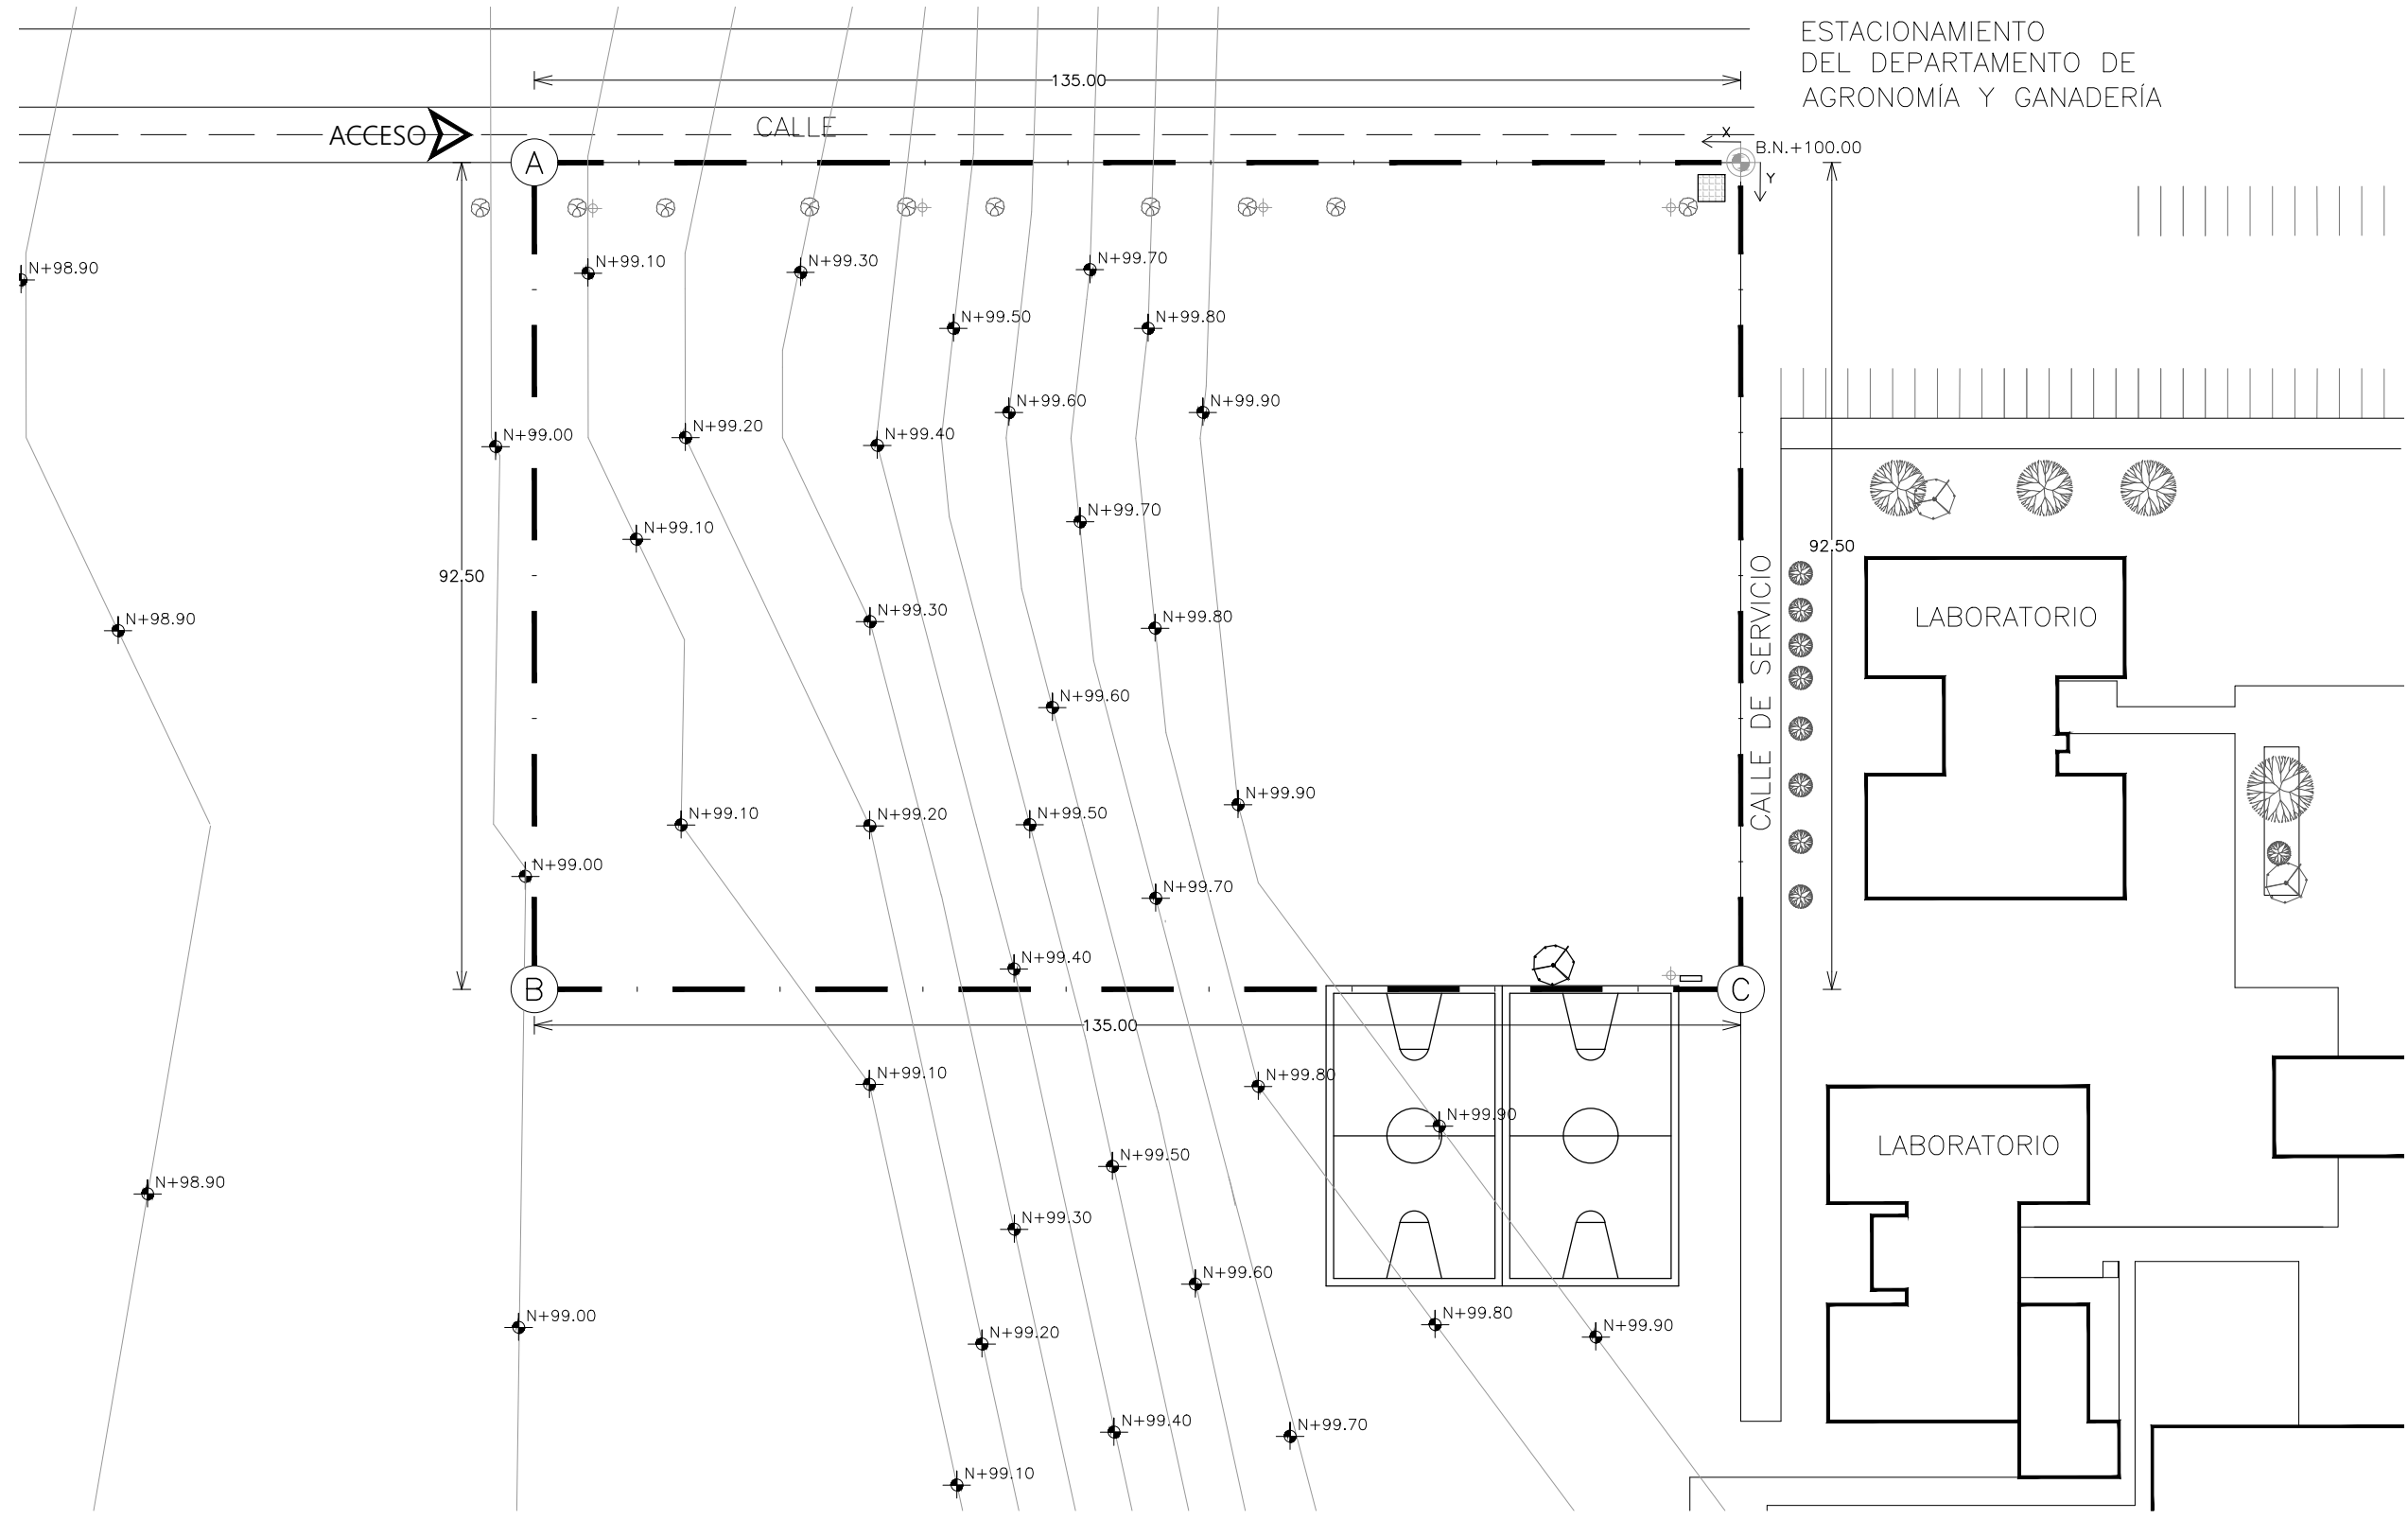 ESTACIONAMIENTO
DEL DEPARTAMENTO DE
AGRONOMÍA Y GANADERÍA
135.00
CALLE
ACCESO
X
B.N.+100.00
A
Y
N+98.90
N+99.10
N+99.30
N+99.70
N+99.50
N+99.80
N+99.60
N+99.90
N+99.00
N+99.20
N+99.40
N+99.10
N+99.70
92.50
92.50
CALLE DE SERVICIO
LABORATORIO
N+98.90
N+99.30
N+99.80
N+99.60
N+99.90
N+99.10
N+99.20
N+99.50
N+99.00
N+99.70
N+99.40
B
C
135.00
N+99.10
N+99.80
N+99.90
LABORATORIO
N+98.90
N+99.50
N+99.30
N+99.60
N+99.00
N+99.20
N+99.80
N+99.90
N+99.40
N+99.70
N+99.10